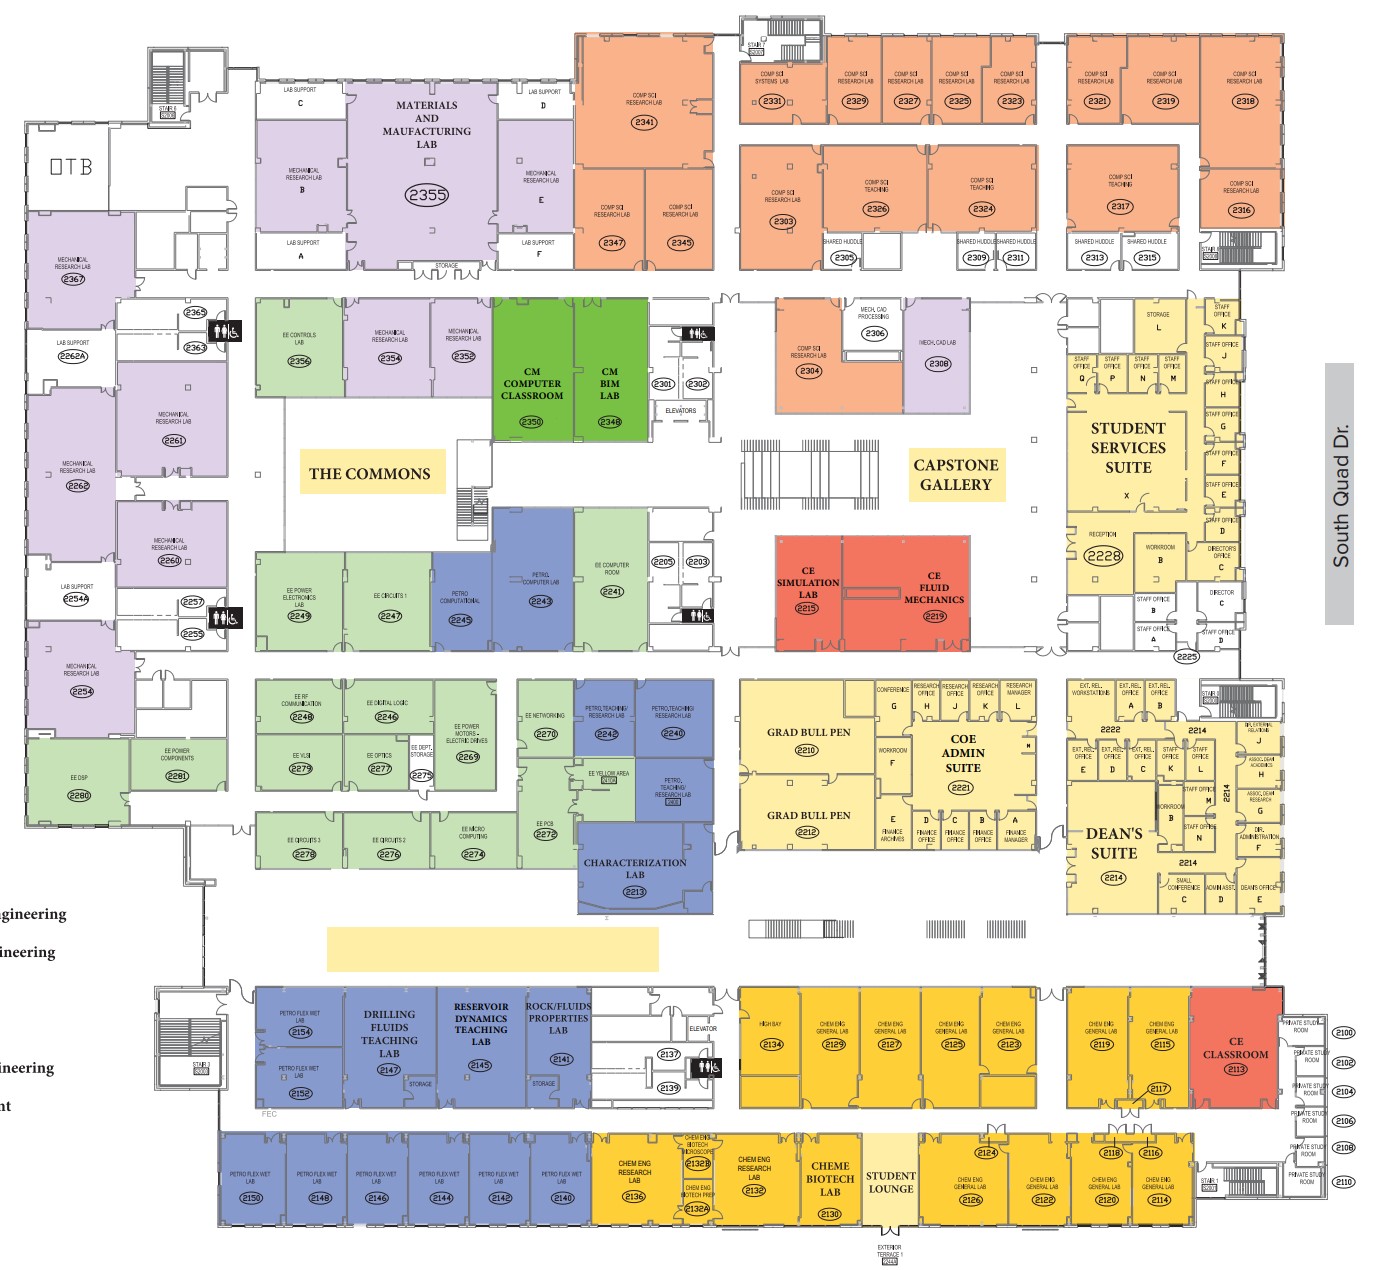 STAIR 7
COMP SCI
SYSTEMS LAB
2331
COMP SCI
RESEARCH LAB
2329
COMP SCI
RESEARCH LAB
2327
COMP SCI
RESEARCH LAB
2325
COMP SCI
RESEARCH LAB
2323
COMP SCI
RESEARCH LAB
2321
COMP SCI
RESEARCH LAB
2319
COMP SCI
RESEARCH LAB
2318
STAIR 6
OTB
LAB SUPPORT
C
MATERIALS
AND
MAUFACTURING
LAB
2355
LAB SUPPORT
D
COMP SCI
RESEARCH LAB
2341
MECHANICAL
RESEARCH LAB
B
MECHANICAL
RESEARCH LAB
E
LAB SUPPORT
A
STORAGE
LAB SUPPORT
F
COMP SCI
RESEARCH LAB
2347
COMP SCI
RESEARCH LAB
2345
COMP SCI
RESEARCH LAB
2303
COMP SCI
TEACHING
2326
COMP SCI
TEACHING
2324
COMP SCI
TEACHING
2317
COMP SCI
RESEARCH LAB
2316
SHARED HUDDLE
2305
SHARED HUDDLE
2309
SHARED HUDDLE
2311
SHARED HUDDLE
2313
SHARED HUDDLE
2315
MECHANICAL
RESEARCH LAB
2367
2365
2363
LAB SUPPORT
2262A
EE CONTROLS
LAB
2356
MECHANICAL
RESEARCH LAB
2354
MECHANICAL
RESEARCH LAB
2352
CM
COMPUTER
CLASSROOM
2350
CM
BIM
LAB
2348
2301
2302
ELEVATORS
COMP SCI
RESEARCH LAB
2304
MECH, CAD
PROCESSING
2306
MECH, CAD LAB
2308
STORAGE
L
STAFF
OFFICE
K
STAFF OFFICE
J
STAFF
OFFICE
Q
STAFF
OFFICE
P
STAFF
OFFICE
N
STAFF
OFFICE
M
STAFF OFFICE
H
STAFF OFFICE
G
STAFF OFFICE
F
STAFF OFFICE
E
STAFF OFFICE
D
STUDENT
SERVICES
SUITE
X
RECEPTION
2228
WORKROOM
B
DIRECTOR'S
OFFICE
C
STAFF OFFICE
B
DIRECTOR
C
STAFF OFFICE
A
STAFF OFFICE
D
2225
South Quad Dr.
MECHANICAL
RESEARCH LAB
2261
MECHANICAL
RESEARCH LAB
2262
MECHANICAL
RESEARCH LAB
2260
LAB SUPPORT
2254A
2257
2255
MECHANICAL
RESEARCH LAB
2254
THE COMMONS
CAPSTONE
GALLERY
EE POWER
ELECTRONICS
LAB
2249
EE CIRCUITS 1
2247
PETRO
COMPUTATIONAL
2245
PETRO,
COMPUTER LAB
2243
EE COMPUTER
ROOM
2241
2205
2203
CE
SIMULATION
LAB
2215
CE
FLUID
MECHANICS
2219
EE DSP
2280
EE POWER
COMPONENTS
2281
EE RF
COMMUNICATION
2248
EE DIGITAL LOGIC
2246
EE POWER
MOTORS -
ELECTRIC DRIVES
2269
EE VLSI
2279
EE OPTICS
2277
EE DEPT.
STORAGE
2275
EE NETWORKING
2270
PETRO,TEACHING/
RESEARCH LAB
2242
PETRO,TEACHING/
RESEARCH LAB
2240
EE YELLOW AREA
PETRO,
TEACHING/
RESEARCH LAB
EE CIRCUITS 3
2278
EE CIRCUITS 2
2276
EE MICRO
COMPUTING
2274
EE PCB
2272
CHARACTERIZATION
LAB
2213
GRAD BULL PEN
2210
GRAD BULL PEN
2212
CONFERENCE
G
RESEARCH
OFFICE
H
RESEARCH
OFFICE
J
RESEARCH
OFFICE
K
RESEARCH
MANAGER
L
WORKROOM
F
COE
ADMIN
SUITE
2221
M
E
FINANCE
ARCHIVES
D
FINANCE
OFFICE
C
FINANCE
OFFICE
B
FINANCE
OFFICE
A
FINANCE
MANAGER
EXT. REL.
WORKSTATIONS
EXT. REL.
OFFICE
A
EXT. REL.
OFFICE
B
2222
2214
EXT. REL.
OFFICE
E
EXT. REL.
OFFICE
D
EXT. REL.
OFFICE
C
STAFF
OFFICE
K
STAFF
OFFICE
L
DIR. EXTERNAL
RELATIONS
J
ASSOC. DEAN
ACADEMICS
H
ASSOC. DEAN
RESEARCH
G
DIR.
ADMINISTRATION
F
STAFF OFFICE
M
WORKROOM
B
STAFF OFFICE
N
2214
2214
DEAN'S
SUITE
2214
SMALL
CONFERENCE
C
ADMIN ASST.
D
DEAN'S OFFICE
E
ngineering
ineering
ineering
nt
STAIR 3
PETRO FLEX WET
LAB
2154
PETRO FLEX WET
LAB
2152
FEC
DRILLING
FLUIDS
TEACHING
LAB
2147
STORAGE
RESERVOIR
DYNAMICS
TEACHING
LAB
2145
ROCK/FLUIDS
PROPERTIES
LAB
2141
STORAGE
ELEVATOR
2137
2139
HIGH BAY
2134
CHEM ENG
GENERAL LAB
2129
CHEM ENG
GENERAL LAB
2127
CHEM ENG
GENERAL LAB
2125
CHEM ENG
GENERAL LAB
2123
CHEM ENG
GENERAL LAB
2119
CHEM ENG
GENERAL LAB
2115
2117
CE
CLASSROOM
2113
PRIVATE STUDY
ROOM
2100
PRIVATE STUDY
ROOM
2102
PRIVATE STUDY
ROOM
2104
PRIVATE STUDY
ROOM
2106
PRIVATE STUDY
ROOM
2108
PRIVATE STUDY
ROOM
2110
PETRO FLEX WET
LAB
2150
PETRO FLEX WET
LAB
2148
PETRO FLEX WET
LAB
2146
PETRO FLEX WET
LAB
2144
PETRO FLEX WET
LAB
2142
PETRO FLEX WET
LAB
2140
CHEM ENG
RESEARCH
LAB
2136
CHEM ENG
BIOTECH
MICROSCOPE
2132B
CHEM ENG
BIOTECH PREP
2132A
CHEM ENG
RESEARCH
LAB
2132
CHEME
BIOTECH
LAB
2130
STUDENT
LOUNGE
2124
CHEM ENG
GENERAL LAB
2126
CHEM ENG
GENERAL LAB
2122
2118
2116
CHEM ENG
GENERAL LAB
2120
CHEM ENG
GENERAL LAB
2114
STAIR 1
EXTERIOR
TERRACE 1